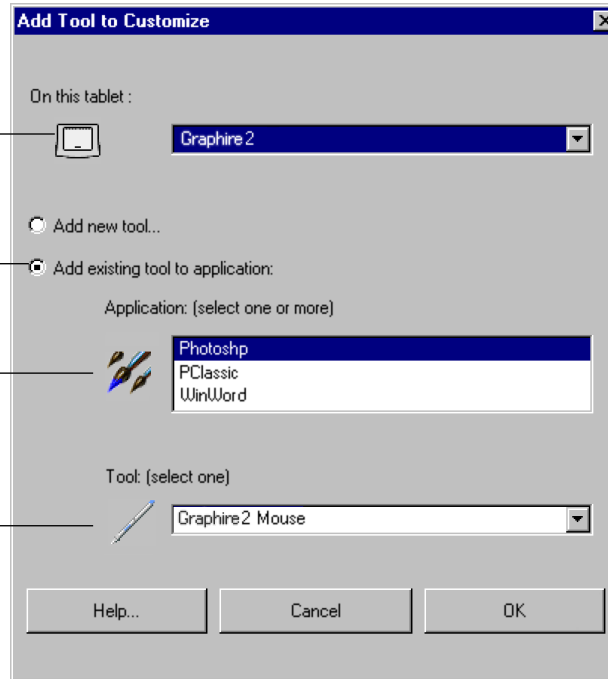 Add Tool to Customize
On this tablet :
Graphire2
Add new tool...
Add existing tool to application:
Application: (select one or more)
Photoshp
PClassic
WinWord
Tool: (select one)
Graphire2 Mouse
Help...
Cancel
OK